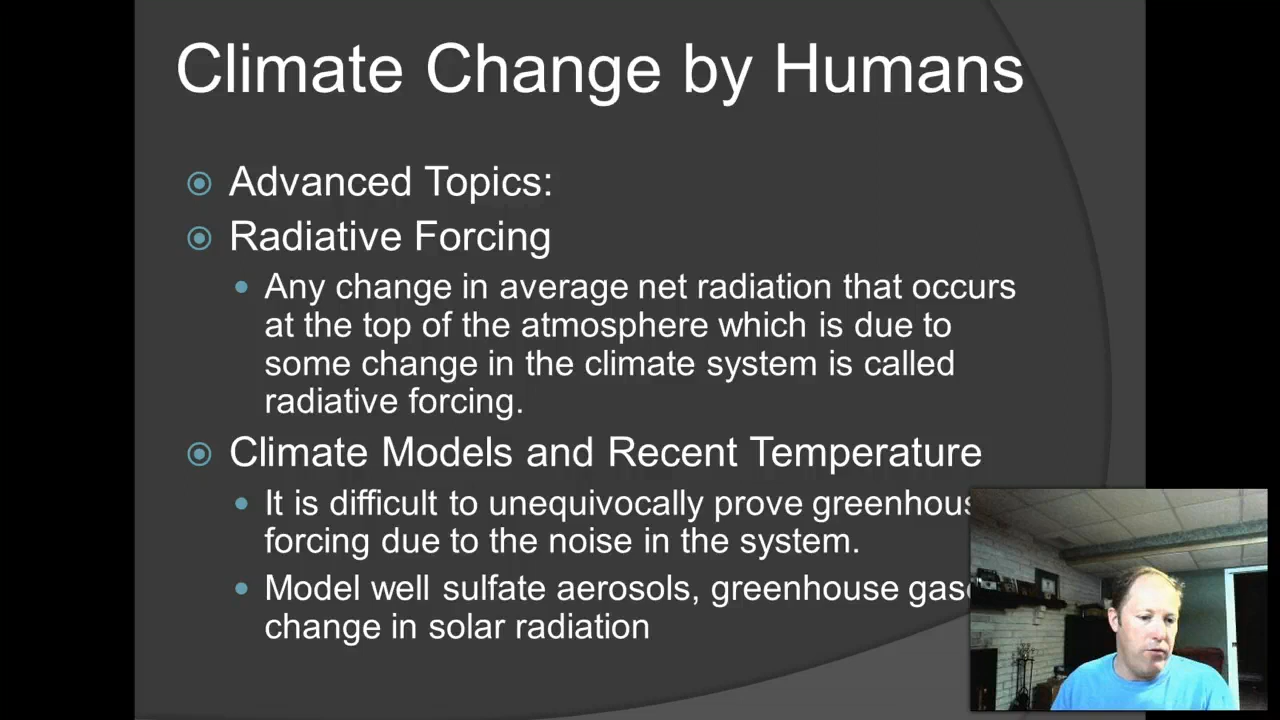 Climate Change by Humans
Advanced Topics:
Radiative Forcing
Any change in average net radiation that occurs
at the top of the atmosphere which is due to
some change in the climate system is called
radiative forcing.
Climate Models and Recent Temperature
It is difficult to unequivocally prove
forcing due to the noise in the system.
Model well sulfate aerosols, greenhouse
change in solar radiation